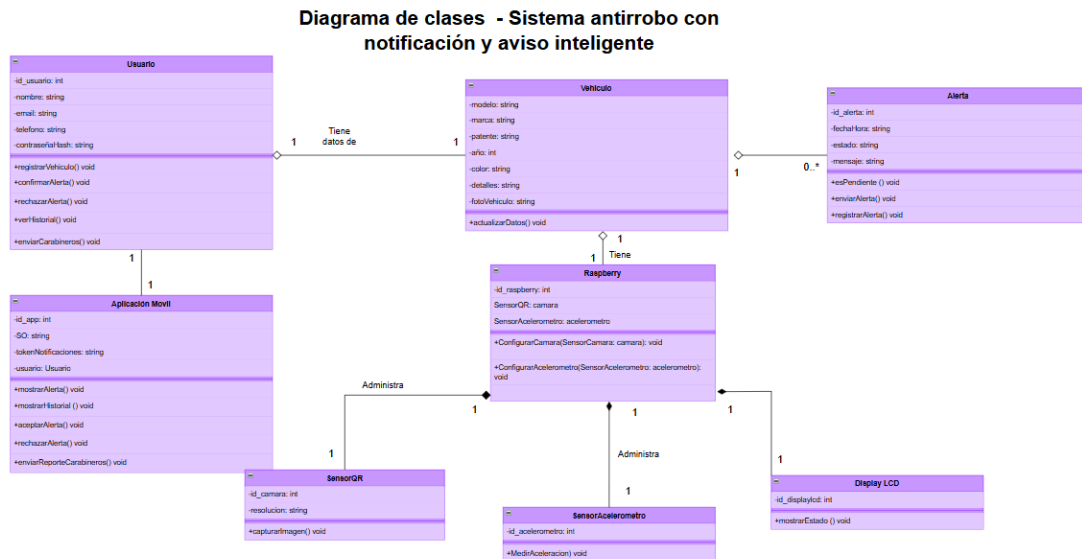 Diagrama de clases - Sistema antirrobo con
notificación y aviso inteligente
Usuario
-id_usuario: int
-nombre: string
-email: string
-telefono: string
-contraseñaHash: string
+registrarVehiculo() void
+confirmarAlerta() void
+rechazarAlerta() void
+verHistorial() void
+enviarCarabineros() void
1
Tiene
datos de
1
Vehiculo
-modelo: string
-marca: string
-patente: string
-año: int
-color: string
-detalles: string
-fotoVehiculo: string
+actualizarDatos() void
1
0..*
Alerta
-id_alerta: int
-fechaHora: string
-estado: string
-mensaje: string
+esPendiente () void
+enviarAlerta() void
+registrarAlerta() void
1
1
Aplicación Movil
-id_app: int
-SO: string
-tokenNotificaciones: string
-usuario: Usuario
+mostrarAlerta() void
+mostrarHistorial () void
+aceptarAlerta() void
+rechazarAlerta() void
+enviarReporteCarabineros() void
1
1 Tiene
Raspberry
-id_raspberry: int
SensorQR: camara
SensorAcelerometro: acelerometro
+ConfigurarCamara(SensorCamara: camara): void
+ConfigurarAcelerometro(SensorAcelerometro: acelerometro):
void
Administra
1
1
SensorQR
-id_camara: int
-resolucion: string
+capturarImagen() void
1
Administra
1
SensorAcelerometro
-id_acelerometro: int
+MedirAceleracion) void
1
1
Display LCD
-id_displaylcd: int
+mostrarEstado () void